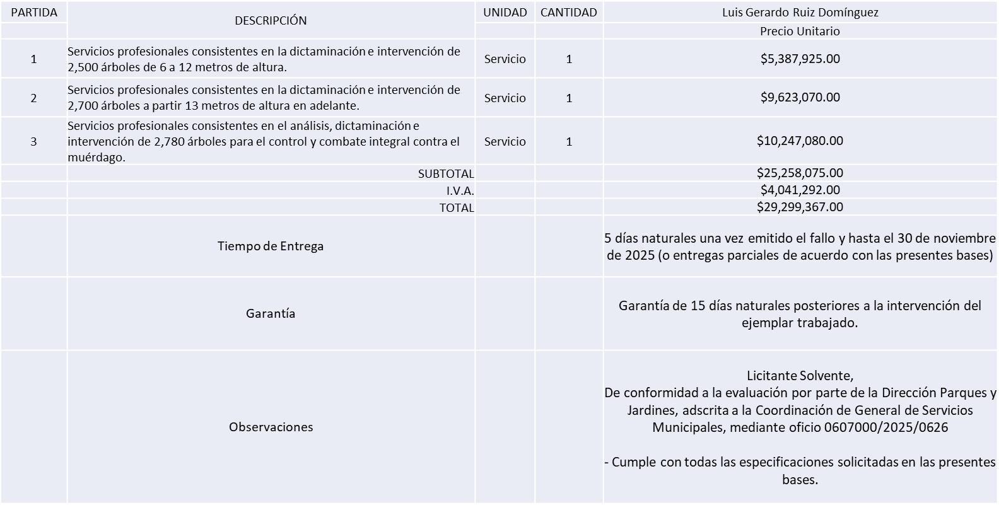 PARTIDA
DESCRIPCIÓN
UNIDAD
CANTIDAD
Luis Gerardo Ruiz Domínguez
Precio Unitario
1
Servicios profesionales consistentes en la dictaminación e intervención de
2,500 árboles de 6 a 12 metros de altura.
Servicio
1
$5,387,925.00
2
Servicios profesionales consistentes en la dictaminación e intervención de
2,700 árboles a partir 13 metros de altura en adelante.
Servicio
1
$9,623,070.00
3
Servicios profesionales consistentes en el análisis, dictaminación e
intervención de 2,780 árboles para el control y combate integral contra el
muérdago.
Servicio
1
$10,247,080.00
SUBTOTAL
$25,258,075.00
I.V.A.
$4,041,292.00
TOTAL
$29,299,367.00
Tiempo de Entrega
5 días naturales una vez emitido el fallo y hasta el 30 de noviembre
de 2025 (o entregas parciales de acuerdo con las presentes bases)
Garantía
Garantía de 15 días naturales posteriores a la intervención del
ejemplar trabajado.
Observaciones
Licitante Solvente,
De conformidad a la evaluación por parte de la Dirección Parques y
Jardines, adscrita a la Coordinación de General de Servicios
Municipales, mediante oficio 0607000/2025/0626
- Cumple con todas las especificaciones solicitadas en las presentes
bases.